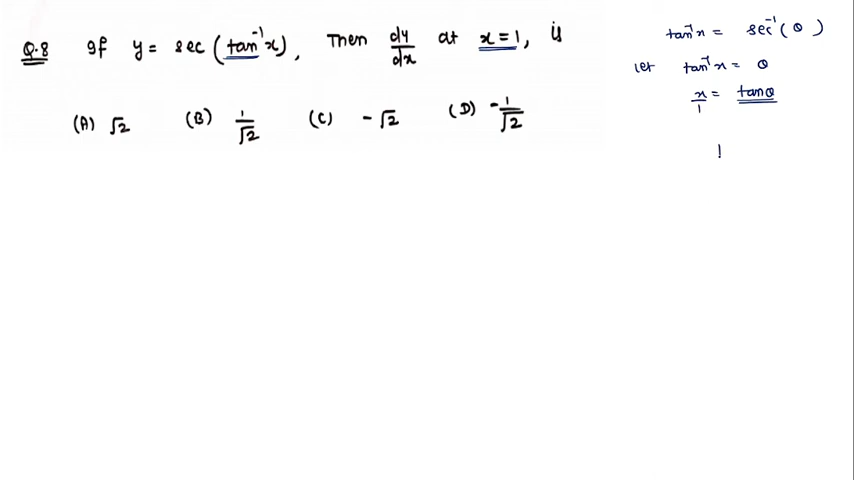 Q.8 If y = sec (tan⁻¹x), Then dy/dx at x = 1, is
(A) √2 (B) 1/√2 (C) - √2 (D) - 1/√2
tan⁻¹x = sec⁻¹( θ )
let tan⁻¹x = θ
x/1 = tanθ